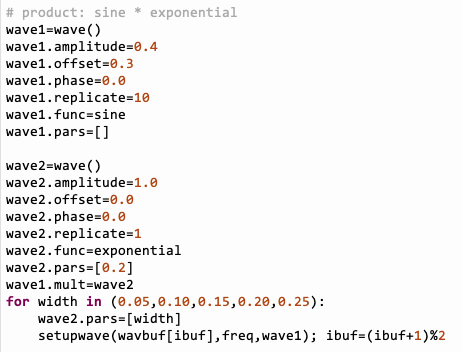 # product: sine * exponential
wave1=wave()
wave1.amplitude=0.4
wave1.offset=0.3
wave1.phase=0.0
wave1.replicate=10
wave1.func=sine
wave1.pars=[]

wave2=wave()
wave2.amplitude=1.0
wave2.offset=0.0
wave2.phase=0.0
wave2.replicate=1
wave2.func=exponential
wave2.pars=[0.2]
wave1.mult=wave2
for width in (0.05,0.10,0.15,0.20,0.25):
    wave2.pars=[width]
    setupwave(wavbuf[ibuf],freq,wave1); ibuf=(ibuf+1)%2